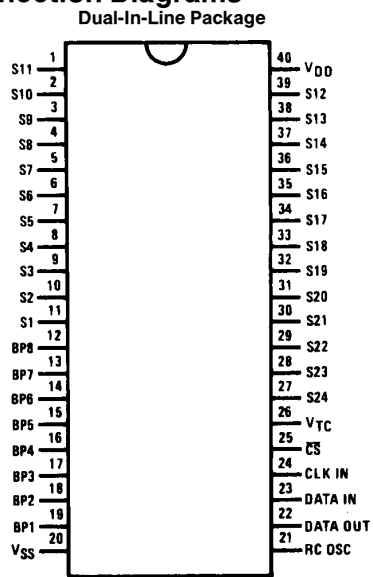 nection Diagrams
Dual-In-Line Package
S11 1
S10 2
S9 3
S8 4
S7 5
S6 6
S5 7
S4 8
S3 9
S2 10
S1 11
BP8 12
BP7 13
BP6 14
BP5 15
BP4 16
BP3 17
BP2 18
BP1 19
VSS 20
40 VDD
39 S12
38 S13
37 S14
36 S15
35 S16
34 S17
33 S18
32 S19
31 S20
30 S21
29 S22
28 S23
27 S24
26 VTC
25 C̅S̅
24 CLK IN
23 DATA IN
22 DATA OUT
21 RC OSC